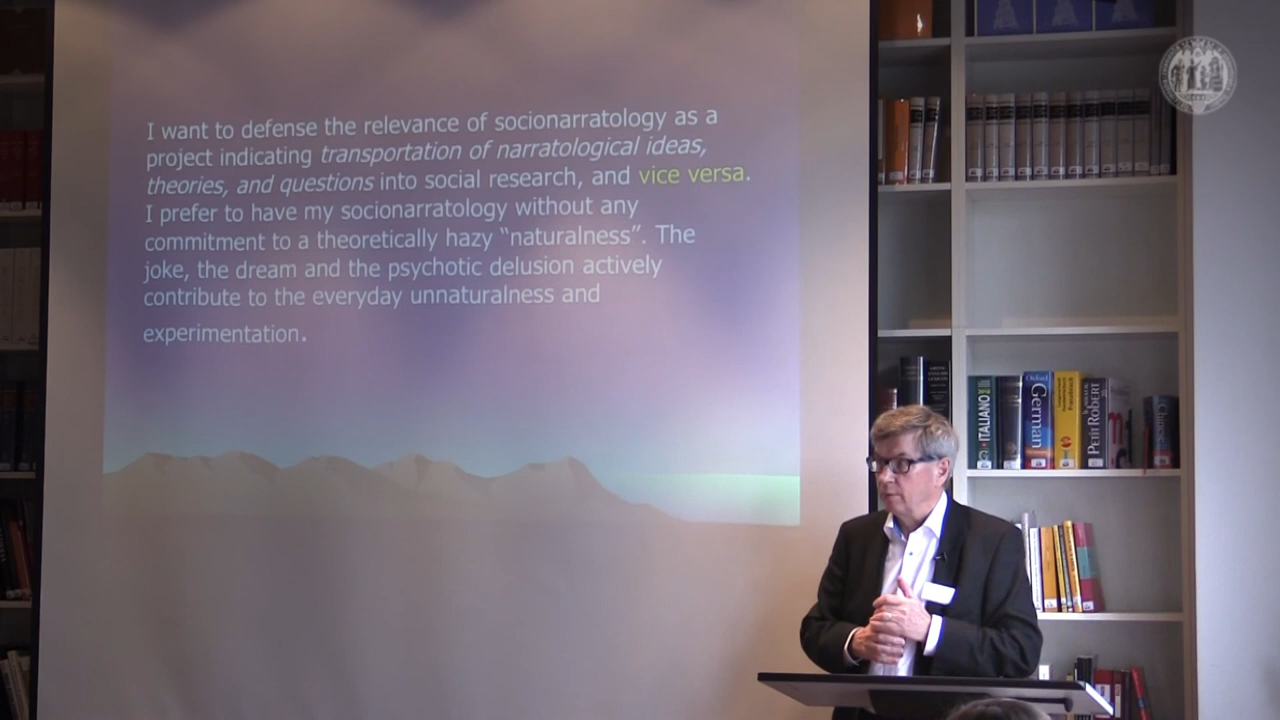 I want to defense the relevance of socionarratology as a
project indicating transportation of narratological ideas,
theories, and questions into social research, and vice versa.
I prefer to have my socionarratology without any
commitment to a theoretically hazy “naturalness”. The
joke, the dream and the psychotic delusion actively
contribute to the everyday unnaturalness and
experimentation.
ITALIANO
Oxford
German
PETIT ROBERT
Chinese